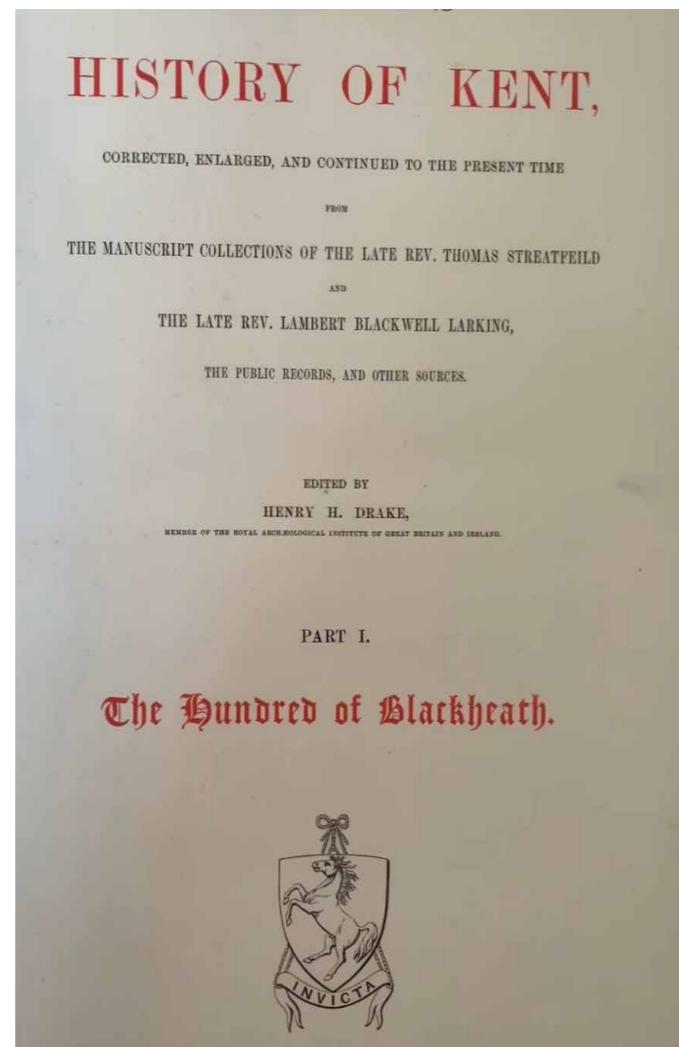 HISTORY OF KENT,
CORRECTED, ENLARGED, AND CONTINUED TO THE PRESENT TIME
FROM
THE MANUSCRIPT COLLECTIONS OF THE LATE REV. THOMAS STREATFEILD
AND
THE LATE REV. LAMBERT BLACKWELL LARKING,
THE PUBLIC RECORDS, AND OTHER SOURCES.
EDITED BY
HENRY H. DRAKE,
MEMBER OF THE ROYAL ARCHÆOLOGICAL INSTITUTE OF GREAT BRITAIN AND IRELAND.
PART I.
The Hundred of Blackheath.
INVICTA